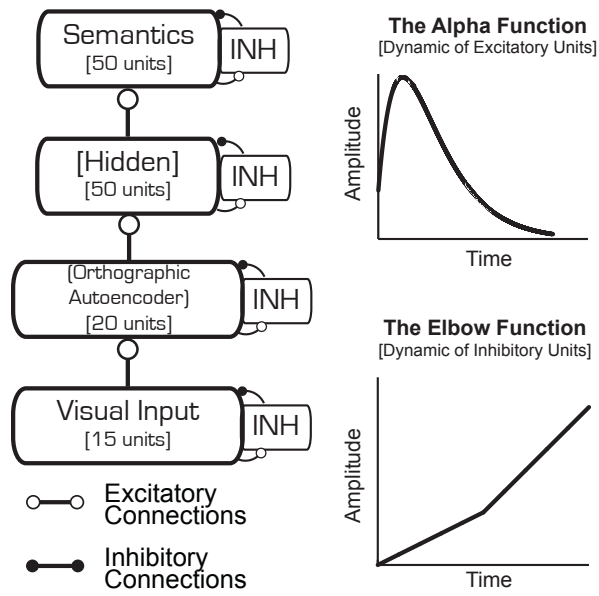 Semantics
[50 units]
INH
[Hidden]
[50 units]
INH
(Orthographic
Autoencoder)
[20 units]
INH
Visual Input
[15 units]
INH
Excitatory
Connections
Inhibitory
Connections
The Alpha Function
[Dynamic of Excitatory Units]
Amplitude
Time
The Elbow Function
[Dynamic of Inhibitory Units]
Amplitude
Time